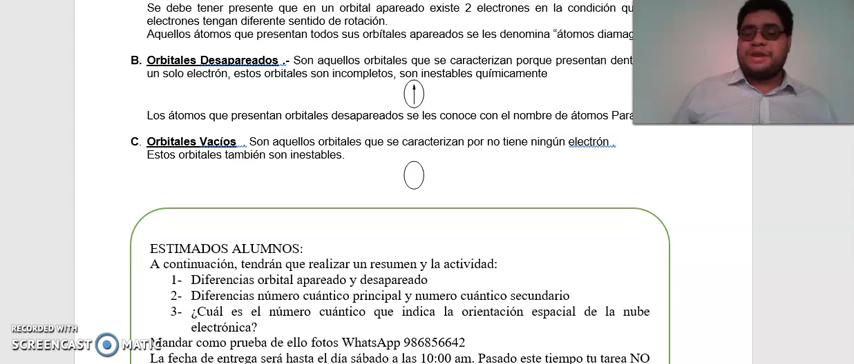 Se debe tener presente que en un orbital apareado existe 2 electrones en la condición qu
electrones tengan diferente sentido de rotación.
Aquellos átomos que presentan todos sus orbítales apareados se les denomina “átomos diamag
B. Orbitales Desapareados .- Son aquellos orbitales que se caracterizan porque presentan dent
un solo electrón, estos orbitales son incompletos, son inestables químicamente
Los átomos que presentan orbitales desapareados se les conoce con el nombre de átomos Para
C. Orbitales Vacíos .. Son aquellos orbitales que se caracterizan por no tiene ningún electrón .
Estos orbitales también son inestables.
ESTIMADOS ALUMNOS:
A continuación, tendrán que realizar un resumen y la actividad:
1- Diferencias orbital apareado y desapareado
2- Diferencias número cuántico principal y numero cuántico secundario
3- ¿Cuál es el número cuántico que indica la orientación espacial de la nube
electrónica?
Mandar como prueba de ello fotos WhatsApp 986856642
La fecha de entrega será hasta el día sábado a las 10:00 am. Pasado este tiempo tu tarea NO
RECORDED WITH
SCREENCAST MATIC